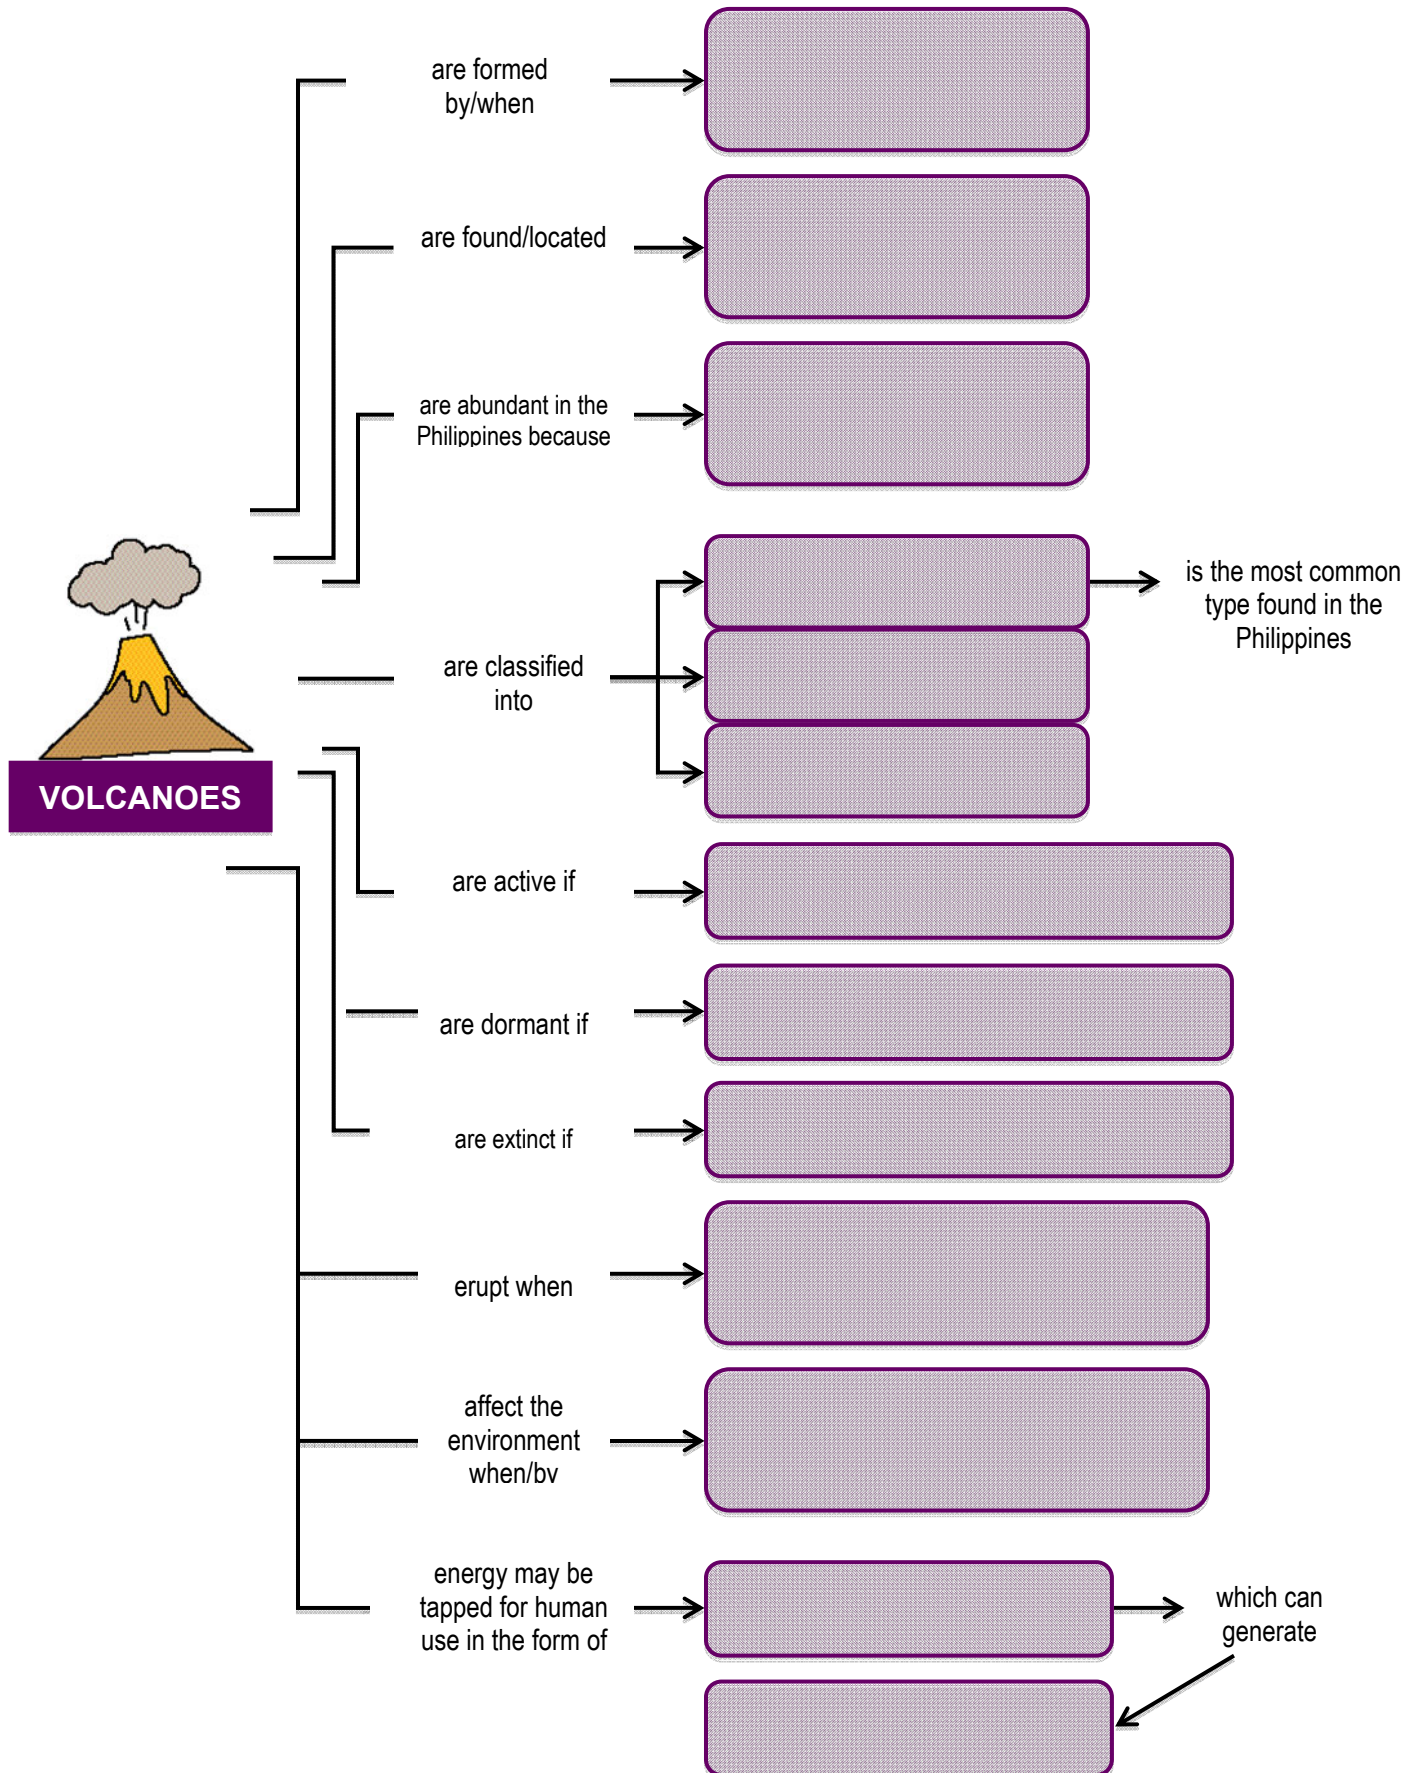 are formed
by/when
are found/located
are abundant in the
Philippines because
is the most common
type found in the
Philippines
are classified
into
VOLCANOES
are active if
are dormant if
are extinct if
erupt when
affect the
environment
when/by
energy may be
tapped for human
use in the form of
which can
generate